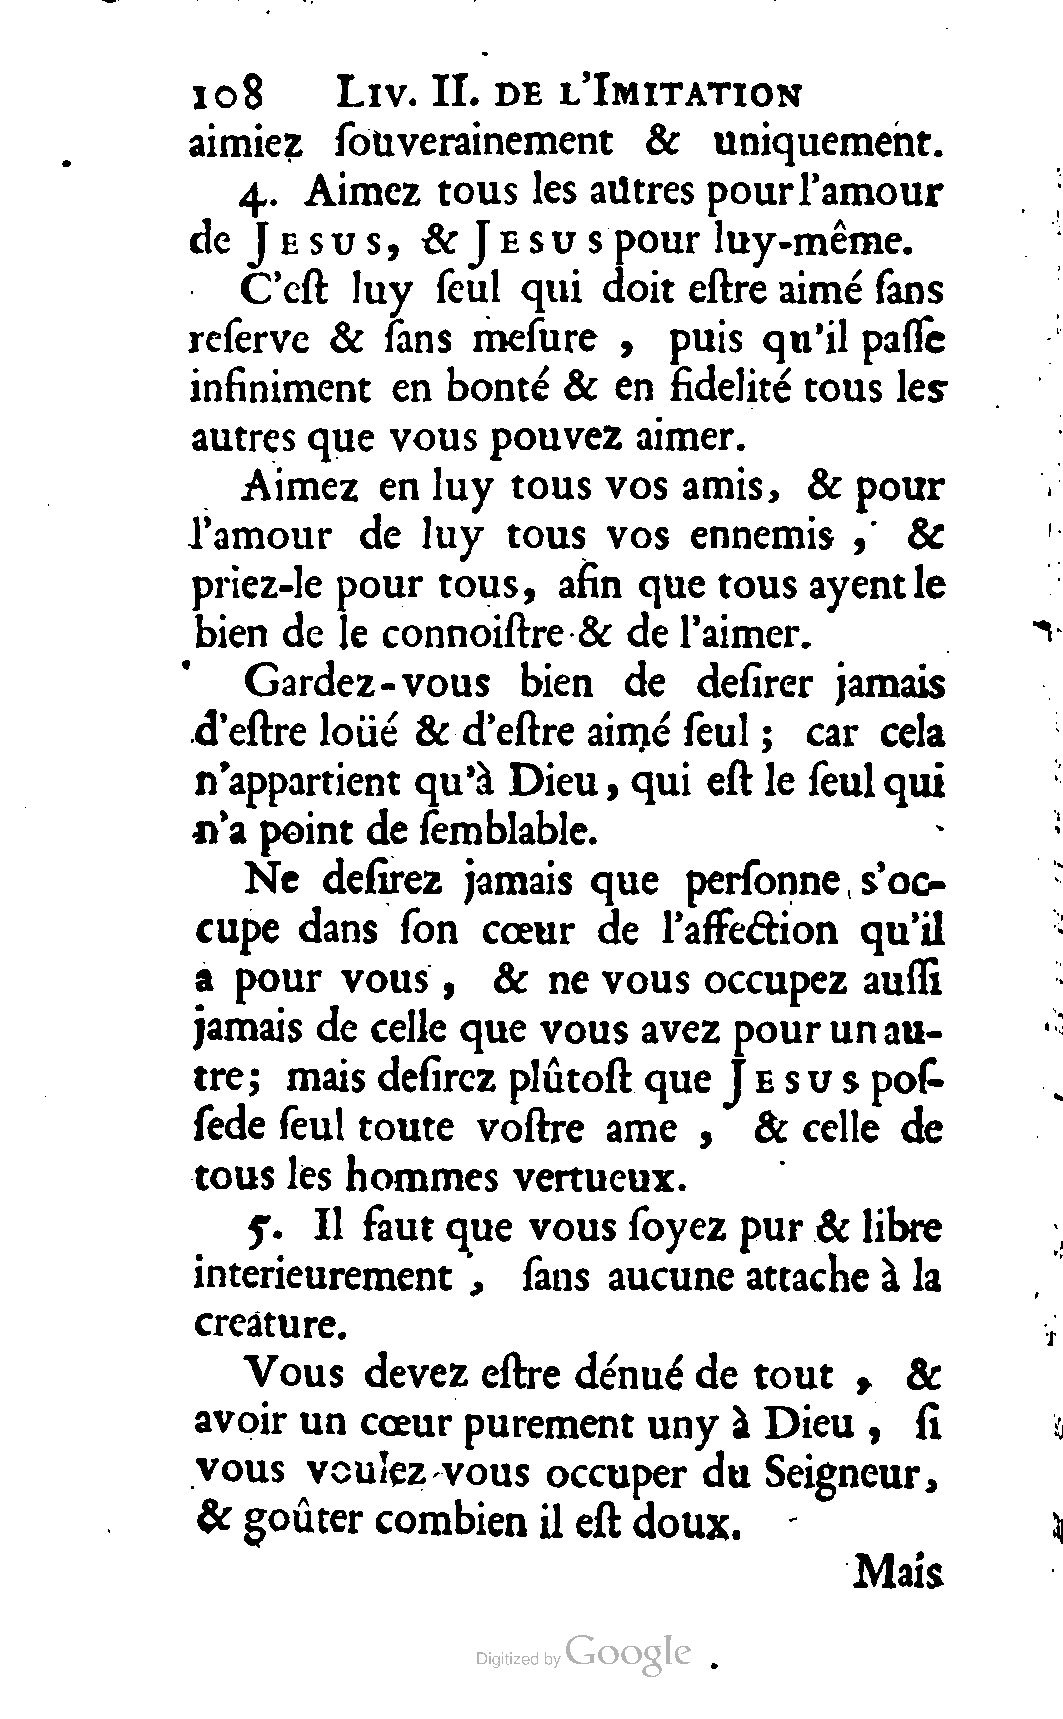 108 LIV. II. DE L'IMITATION
aimiez ſouverainement & uniquement.
4. Aimez tous les autres pour l'amour
de JESUS, & JESUS pour luy-même.
C'eſt luy ſeul qui doit eſtre aimé ſans
reſerve & ſans meſure, puis qu'il paſſe
infiniment en bonté & en fidelité tous les
autres que vous pouvez aimer.
Aimez en luy tous vos amis, & pour
l'amour de luy tous vos ennemis, &
priez-le pour tous, afin que tous ayent le
bien de le connoiſtre & de l'aimer.
Gardez-vous bien de deſirer jamais
d'eſtre loüé & d'eſtre aimé ſeul; car cela
n'appartient qu'à Dieu, qui eſt le ſeul qui
n'a point de ſemblable.
Ne deſirez jamais que perſonne s'oc-
cupe dans ſon cœur de l'affection qu'il
a pour vous, & ne vous occupez auſſi
jamais de celle que vous avez pour un au-
tre; mais deſirez plûtoſt que JESUS poſ-
ſede ſeul toute voſtre ame, & celle de
tous les hommes vertueux.
5. Il faut que vous ſoyez pur & libre
interieurement, ſans aucune attache à la
creature.
Vous devez eſtre dénué de tout, &
avoir un cœur purement uny à Dieu, ſi
vous voulez-vous occuper du Seigneur,
& goûter combien il eſt doux.
Mais
Digitized by Google